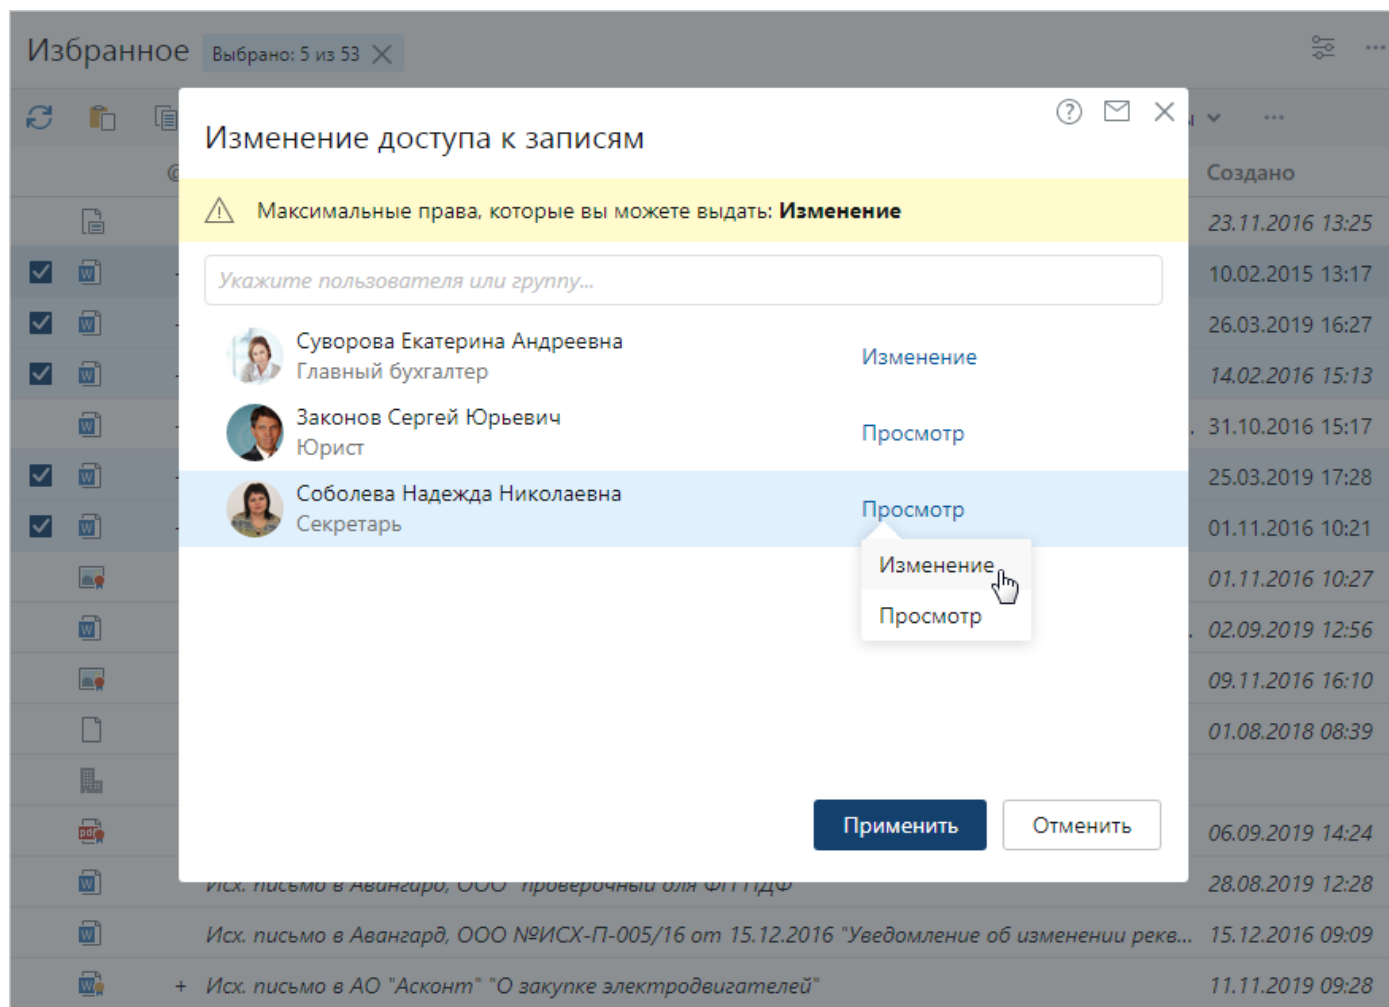 Избранное Выбрано: 5 из 53
Изменение доступа к записям
Создано
Максимальные права, которые вы можете выдать: Изменение
23.11.2016 13:25
Укажите пользователя или группу...
10.02.2015 13:17
26.03.2019 16:27
Суворова Екатерина Андреевна
Главный бухгалтер
Изменение
14.02.2016 15:13
Законов Сергей Юрьевич
Юрист
Просмотр
31.10.2016 15:17
25.03.2019 17:28
Соболева Надежда Николаевна
Секретарь
Просмотр
01.11.2016 10:21
Изменение
01.11.2016 10:27
Просмотр
02.09.2019 12:56
09.11.2016 16:10
01.08.2018 08:39
Применить Отменить
06.09.2019 14:24
Исх. письмо в Авангард, ООО "проверочный для ФПППДФ" 28.08.2019 12:28
Исх. письмо в Авангард, ООО №ИСХ-П-005/16 от 15.12.2016 "Уведомление об изменении рекв... 15.12.2016 09:09
+ Исх. письмо в АО "Асконт" "О закупке электродвигателей" 11.11.2019 09:28